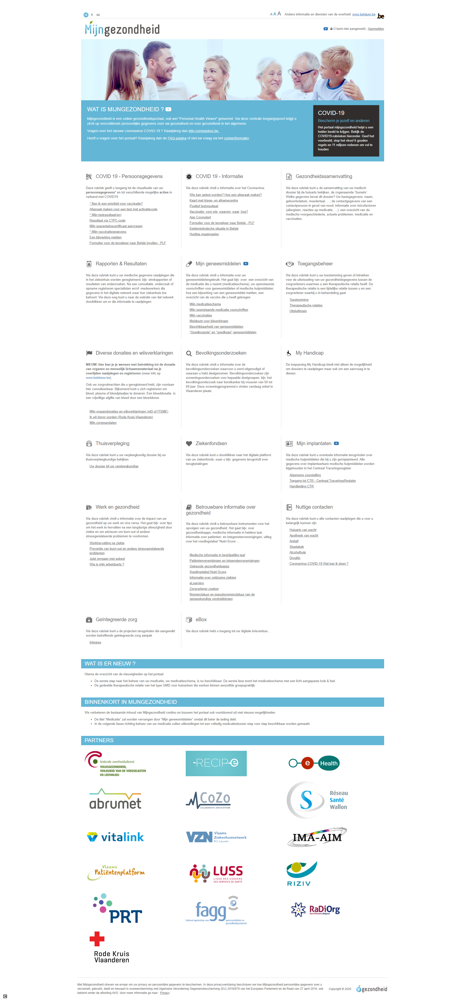 nl fr de
A A A Andere informatie en diensten van de overheid: www.belgium.be .be
Mijngezondheid
U bent niet aangemeld - Aanmelden
WAT IS MIJNGEZONDHEID ?
Mijngezondheid is een online gezondheidsportaal, ook wel "Personal Health Viewer" genoemd. Via deze centrale toegangspoort krijgt u
zicht op verschillende persoonlijke gegevens over uw gezondheid en over gezondheid in het algemeen.
Vragen over het nieuwe coronavirus COVID-19 ? Raadpleeg dan info-coronavirus.be.
Heeft u vragen over het portaal? Raadpleeg dan de FAQ-pagina of stel uw vraag via het contactformulier.
COVID-19
Bescherm je jezelf en anderen
Het portaal mijngezondheid helpt u een
helder beeld te krijgen. Bekijk de
COVID19-rubrieken hieronder. Geef het
voorbeeld, stop het virus! 6 gouden
regels en 11 miljoen redenen om vol te
houden
COVID 19 - Persoonsgegevens
Deze rubriek geeft u toegang tot de visualisatie van uw
persoonsgegevens* en tot verschillende mogelijke acties in
verband met COVID19
* Ben ik een prioriteit voor vaccinatie?
Afspraak maken voor een test met activatiecode
* Mijn testresultaat(en)
Resultaat via CTPC-code
Mijn quarantainecertificaat aanvragen
* Mijn vaccinatiegegevens
Een bijwerking melden
Formulier voor de terugkeer naar België invullen - PLF
COVID 19 - Informatie
Via deze rubriek vindt u informatie over het Coronavirus.
Wie kan getest worden? Hoe een afspraak maken?
Kaart met triage- en afnamecentra
Positief testresultaat
Vaccinatie: voor wie, waarom, waar, hoe?
App Coronalert
Formulier voor de terugkeer naar België - PLF
Epidemiologische situatie in België
Huidige maatregelen
Gezondheidssamenvatting
Via deze rubriek kunt u de samenvatting van uw medisch
dossier bij de huisarts bekijken, de zogenaamde 'Sumehr'.
Welke gegevens bevat dit dossier? Uw basisgegevens: naam,
geboortedatum, moedertaal, …; de contactgegevens van een
contactpersoon in geval van nood; informatie over risicofactoren
(allergieën, reacties op medicatie, …); een overzicht van de
medische voorgeschiedenis, actuele problemen, medicatie en
vaccinaties.
Rapporten & Resultaten
Via deze rubriek kunt u uw medische gegevens raadplegen die
in het ziekenhuis worden geregistreerd, bijv. eindrapporten of
resultaten van onderzoeken. Na een consultatie, onderzoek of
opname registreren specialisten en/of -medewerkers die
gegevens in het digitale netwerk waar hun ziekenhuis toe
behoort. Via deze weg kunt u naar de website van dat netwerk
doorklikken om er die informatie te raadplegen.
Mijn geneesmiddelen
Via deze rubriek vindt u informatie over uw
geneesmiddelengebruik. Het gaat bijv. over: een overzicht van
de medicatie die u neemt (medicatieschema); uw openstaande
voorschriften voor geneesmiddelen of medische hulpmiddelen;
hoe een bijwerking van een geneesmiddel melden; een
overzicht van de vaccins die u heeft gekregen.
Mijn medicatieschema
Mijn openstaande medicatie voorschriften
Mijn vaccinaties
Meldpunt voor bijwerkingen
Beschikbaarheid van geneesmiddelen
"Goedkoopste" en "goedkope" geneesmiddelen
Toegangsbeheer
Via deze rubriek kunt u uw toestemming geven of intrekken
voor de uitwisseling van uw gezondheidsgegevens tussen de
zorgverleners waarmee u een therapeutische relatie heeft. De
therapeutische relatie is een tijdelijke relatie tussen u en een
zorgverlener waarbij u in behandeling gaat.
Toestemming
Therapeutische relaties
Uitsluitingen
Diverse donaties en wilsverklaringen
NIEUW: hier kan je je wensen met betrekking tot de donatie
van organen en menselijk lichaamsmateriaal na je
overlijden raadplegen en registreren (meer info op
www.beldonor.be)
Ook uw zorgvolmachten die u geregistreerd hebt, zijn voortaan
hier consulteerbaar. Bijkomend kunt u zich registreren om
bloed, plasma of bloedplaatjes te doneren. Een bloeddonatie is
een vrijwillige afgifte van bloed door een bloeddonor.
Mijn orgaandonaties en wilsverklaringen (eID of ITSME)
Ik wil donor worden (Rode Kruis-Vlaanderen)
Mijn zorgmandaten
Bevolkingsonderzoeken
Via deze rubriek vindt u informatie over de
bevolkingsonderzoeken waarvoor u werd uitgenodigd of
waaraan u hebt deelgenomen. Bevolkingsonderzoeken zijn
screeningsonderzoeken voor bepaalde doelgroepen, bijv. het
bevolkingsonderzoek naar borstkanker bij vrouwen van 50 tot
69 jaar. Deze screeningprogramma's vinden vandaag enkel in
Vlaanderen plaats.
My Handicap
De toepassing My Handicap biedt niet alleen de mogelijkheid
om dossiers te raadplegen maar ook om een aanvraag in te
dienen.
Thuisverpleging
Via deze rubriek kunt u uw verpleegkundig dossier bij uw
thuisverpleegkundige bekijken.
Uw dossier bij uw verpleegkundige
Ziekenfondsen
Via deze rubriek kunt u doorklikken naar het digitale platform
van uw ziekenfonds, waar u bijv. gegevens terugvindt over
terugbetalingen.
Mijn implantaten
Via deze rubriek kunt u eventuele informatie terugvinden over
medische hulpmiddelen die bij u zijn geïmplanteerd. Alle
gegevens over implanteerbare medische hulpmiddelen worden
bijgehouden in het Centraal Traceringsregister.
Algemene voorstelling
Toegang tot CTR - Centraal TraceringsRegister
Handleiding CTR
Werk en gezondheid
Via deze rubriek vindt u informatie over de impact van uw
gezondheid op uw werk en vice versa. Het gaat bijv. over tips
om het werk te hervatten na een langdurige afwezigheid door
ziekte en om adviezen om burn-out of andere
stressgerelateerde problemen te voorkomen.
Werkhervatting na ziekte
Preventie van burn-out en andere stressgerelateerde
problemen
Juist omgaan met asbest
Wie is mijn arbeidsarts ?
Betrouwbare informatie over
gezondheid
Via deze rubriek vindt u betrouwbare instrumenten voor het
opvolgen van uw gezondheid. Het gaat bijv. over
gezondheidsapps, medische informatie in heldere taal,
informatie over patiënten- en lotegenotenverenigingen, uitleg
over het voedingslabel "Nutri-Score ...
Medische informatie in begrijpelijke taal
Patiëntenverenigingen en lotgenotenverenigingen
Gekeurde gezondheidsapps
Voedingslabel Nutri-Score
Informatie over zeldzame ziekten
eLearning
Zorgverlener zoeken
Nomenclatuur en pseudonomenclatuur van de
geneeskundige verstrekkingen
Nuttige contacten
Via deze rubriek kunt u alle contacten raadplegen die u voor u
belangrijk kunnen zijn
Huisarts van wacht
Apotheek van wacht
Antigif
Stoptabak
Alcoholhulp
Druglijn
Coronavirus COVID-19 Wat kan ik doen ?
Geïntegreerde zorg
Via deze rubriek kunt u de projecten terugvinden die aangereikt
worden betreffende geintegreerde zorg aanpak
Integreo
eBox
Via deze rubriek hebt u toegang tot uw digitale brievenbus...
WAT IS ER NIEUW ?
Hierna de overzicht van de nieuwigheden op het portaal:
• De eerste stap naar het beheer van uw medicatie, uw medicatieschema, is nu beschikbaar. De eerste fase toont het medicatieschema met een licht aangepaste look & feel.
• De gedeelde therapeutische relatie van het type GMD voor huisartsen die werken binnen eenzelfde groepspraktijk.
BINNENKORT IN MIJNGEZONDHEID
We verbeteren de bestaande inhoud van Mijngezondheid continu en bouwen het portaal ook voortdurend uit met nieuwe mogelijkheden.
• De titel "Medicatie" zal worden vervangen door "Mijn geneesmiddelen" omdat dit beter de lading dekt.
• In de volgende fases richting beheer van uw medicatie zullen uitbreidingen tot een volledig medicatiedossier stap voor stap beschikbaar worden gemaakt.
PARTNERS
federale overheidsdienst
VOLKSGEZONDHEID,
VEILIGHEID VAN DE VOEDSELKETEN
EN LEEFMILIEU
RECIP-e
e Health
abrumet
CoZo
COLLABORATIEF ZORGPLATFORM
S Réseau
Santé
Wallon
vitalink
VZN Vlaams
Ziekenhuisnetwerk
KU Leuven
IMA-AIM
Vlaams
Patiëntenplatform
LUSS
LIGUE DES USAGERS
DES SERVICES DE SANTÉ
RIZIV
PRT
fagg
federaal agentschap voor geneesmiddelen en
gezondheidsproducten
RaDiOrg
Rare Diseases Belgium
Rode Kruis
Vlaanderen
Met Mijngezondheid streven we ernaar om uw privacy en persoonlijke gegevens te beschermen. In deze privacyverklaring beschrijven we hoe Mijngezondheid persoonlijke gegevens over u
verzamelt, gebruikt, deelt en bewaart in overeenstemming met Algemene Verordening Gegevensbescherming (EU) 2016/679 van het Europees Parlement en de Raad van 27 april 2016, ook
bekend onder de afkorting AVG. Voor meer informatie ga naar : Privacy.
Copyright © 2020
egezondheid
C